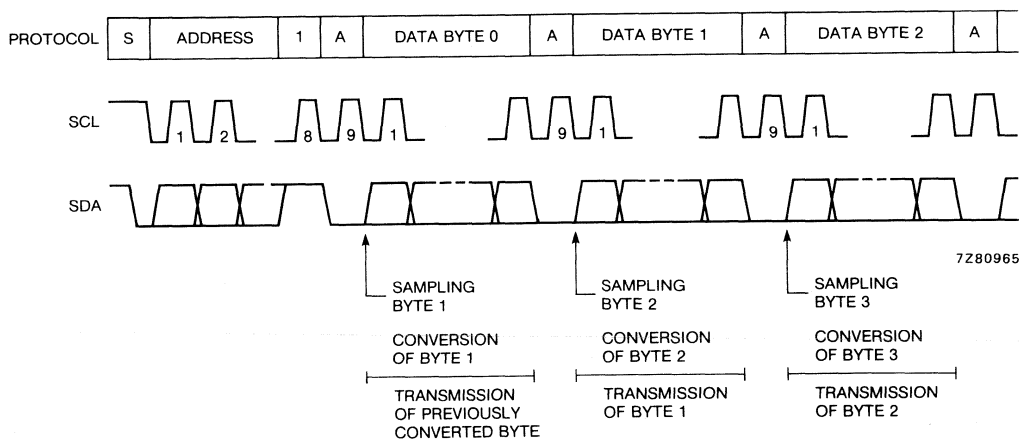 PROTOCOL S ADDRESS 1 A DATA BYTE 0 A DATA BYTE 1 A DATA BYTE 2 A
SCL 1 2 8 9 1 9 1 9 1
SDA
7Z80965
SAMPLING
BYTE 1
SAMPLING
BYTE 2
SAMPLING
BYTE 3
CONVERSION
OF BYTE 1
CONVERSION
OF BYTE 2
CONVERSION
OF BYTE 3
TRANSMISSION
OF PREVIOUSLY
CONVERTED BYTE
TRANSMISSION
OF BYTE 1
TRANSMISSION
OF BYTE 2